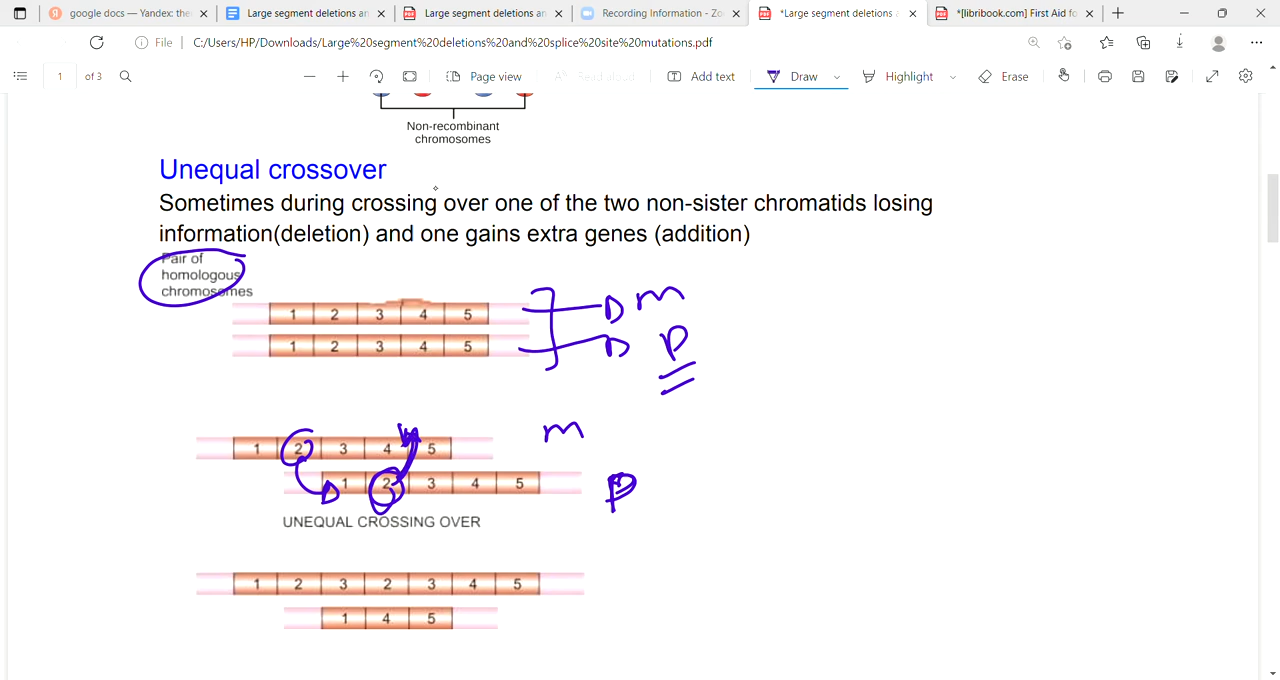 google docs — Yandex: the
Large segment deletions an
Large segment deletions an
Recording Information - Zo
*Large segment deletions a
*[libribook.com] First Aid fo
File
C:/Users/HP/Downloads/Large%20segment%20deletions%20and%20splice%20site%20mutations.pdf
1 of 3
Page view
Read aloud
Add text
Draw
Highlight
Erase
Non-recombinant
chromosomes
Unequal crossover
Sometimes during crossing over one of the two non-sister chromatids losing
information(deletion) and one gains extra genes (addition)
Pair of
homologous
chromosomes
1 2 3 4 5
m
1 2 3 4 5
P
1 2 3 4 5
m
1 2 3 4 5
P
UNEQUAL CROSSING OVER
1 2 3 2 3 4 5
1 4 5